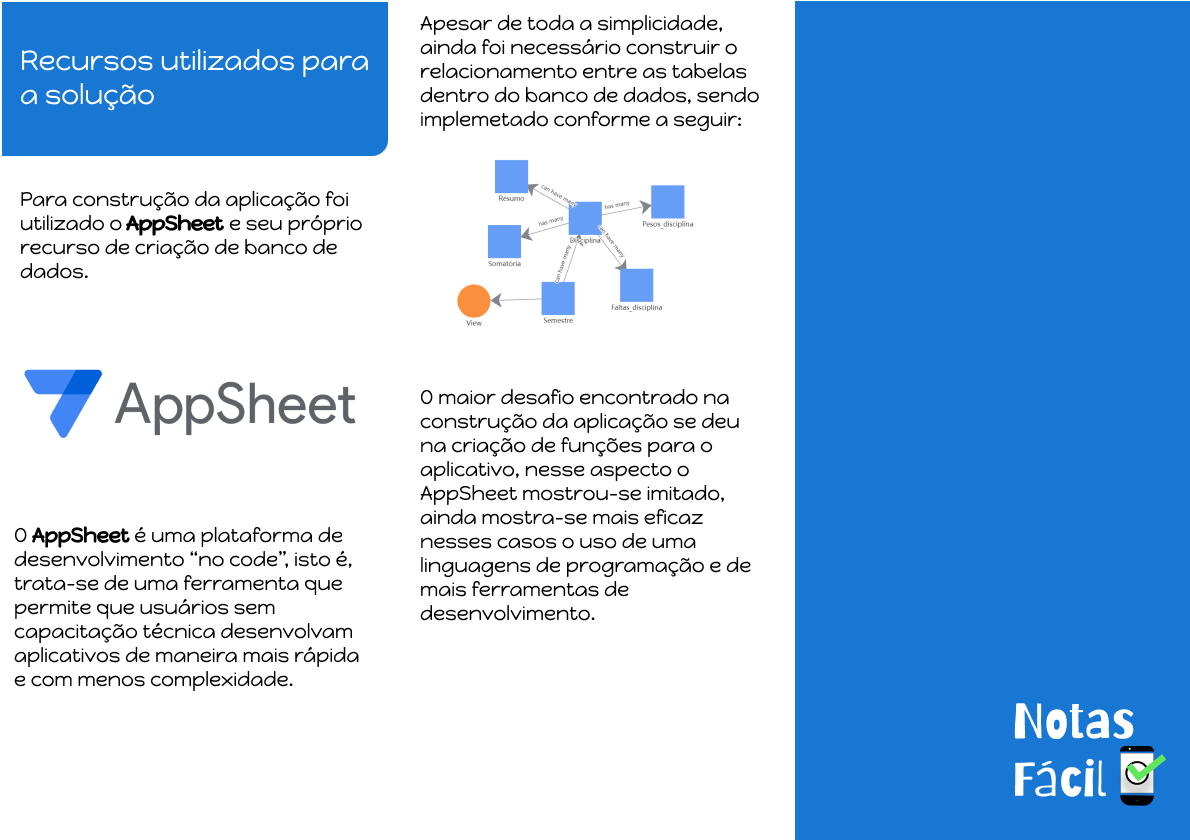 Recursos utilizados para
a solução
Para construção da aplicação foi
utilizado o AppSheet e seu próprio
recurso de criação de banco de
dados.
AppSheet
O AppSheet é uma plataforma de
desenvolvimento “no code”, isto é,
trata-se de uma ferramenta que
permite que usuários sem
capacitação técnica desenvolvam
aplicativos de maneira mais rápida
e com menos complexidade.
Apesar de toda a simplicidade,
ainda foi necessário construir o
relacionamento entre as tabelas
dentro do banco de dados, sendo
implemetado conforme a seguir:
Resumo
can have many
has many
Pesos_disciplina
has many
Disciplina
can have many
Somatória
can have many
Faltas_disciplina
View
Semestre
O maior desafio encontrado na
construção da aplicação se deu
na criação de funções para o
aplicativo, nesse aspecto o
AppSheet mostrou-se imitado,
ainda mostra-se mais eficaz
nesses casos o uso de uma
linguagens de programação e de
mais ferramentas de
desenvolvimento.
Notas
Fácil